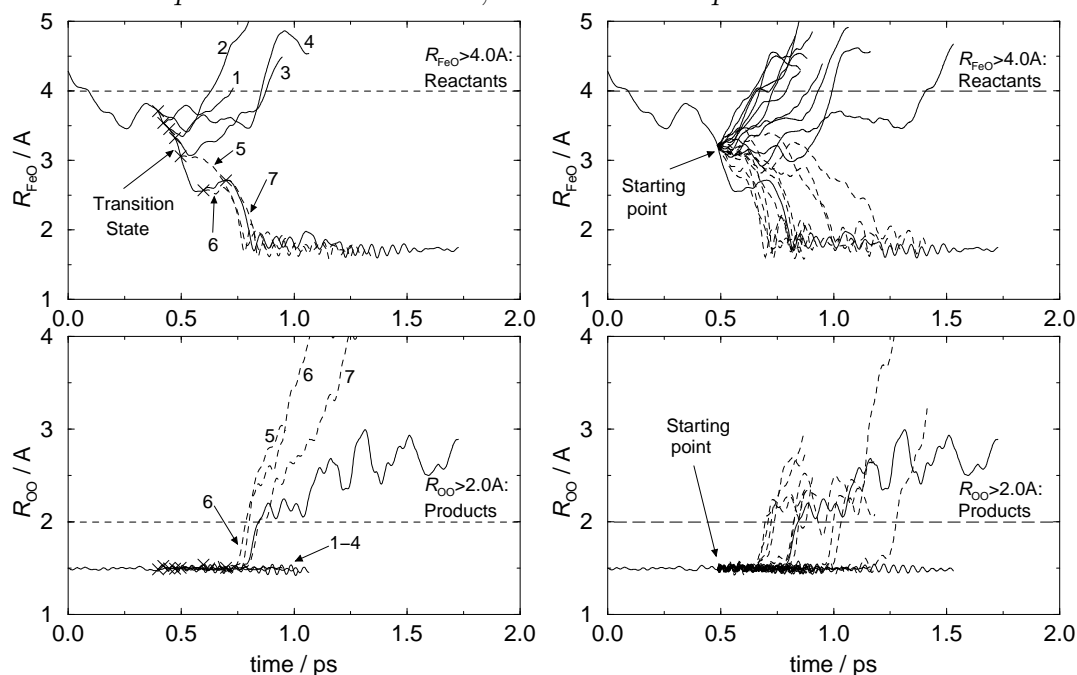 5
4
3
2
1
R_FeO / A
2
1
4
3
5
7
6
Transition
State
R_FeO>4.0A:
Reactants
0.0 0.5 1.0 1.5 2.0
5
4
3
2
1
R_FeO / A
Starting
point
R_FeO>4.0A:
Reactants
0.0 0.5 1.0 1.5 2.0
4
3
2
1
R_OO / A
6
7
5
6
1−4
R_OO>2.0A:
Products
0.0 0.5 1.0 1.5 2.0
time / ps
4
3
2
1
R_OO / A
Starting
point
R_OO>2.0A:
Products
0.0 0.5 1.0 1.5 2.0
time / ps